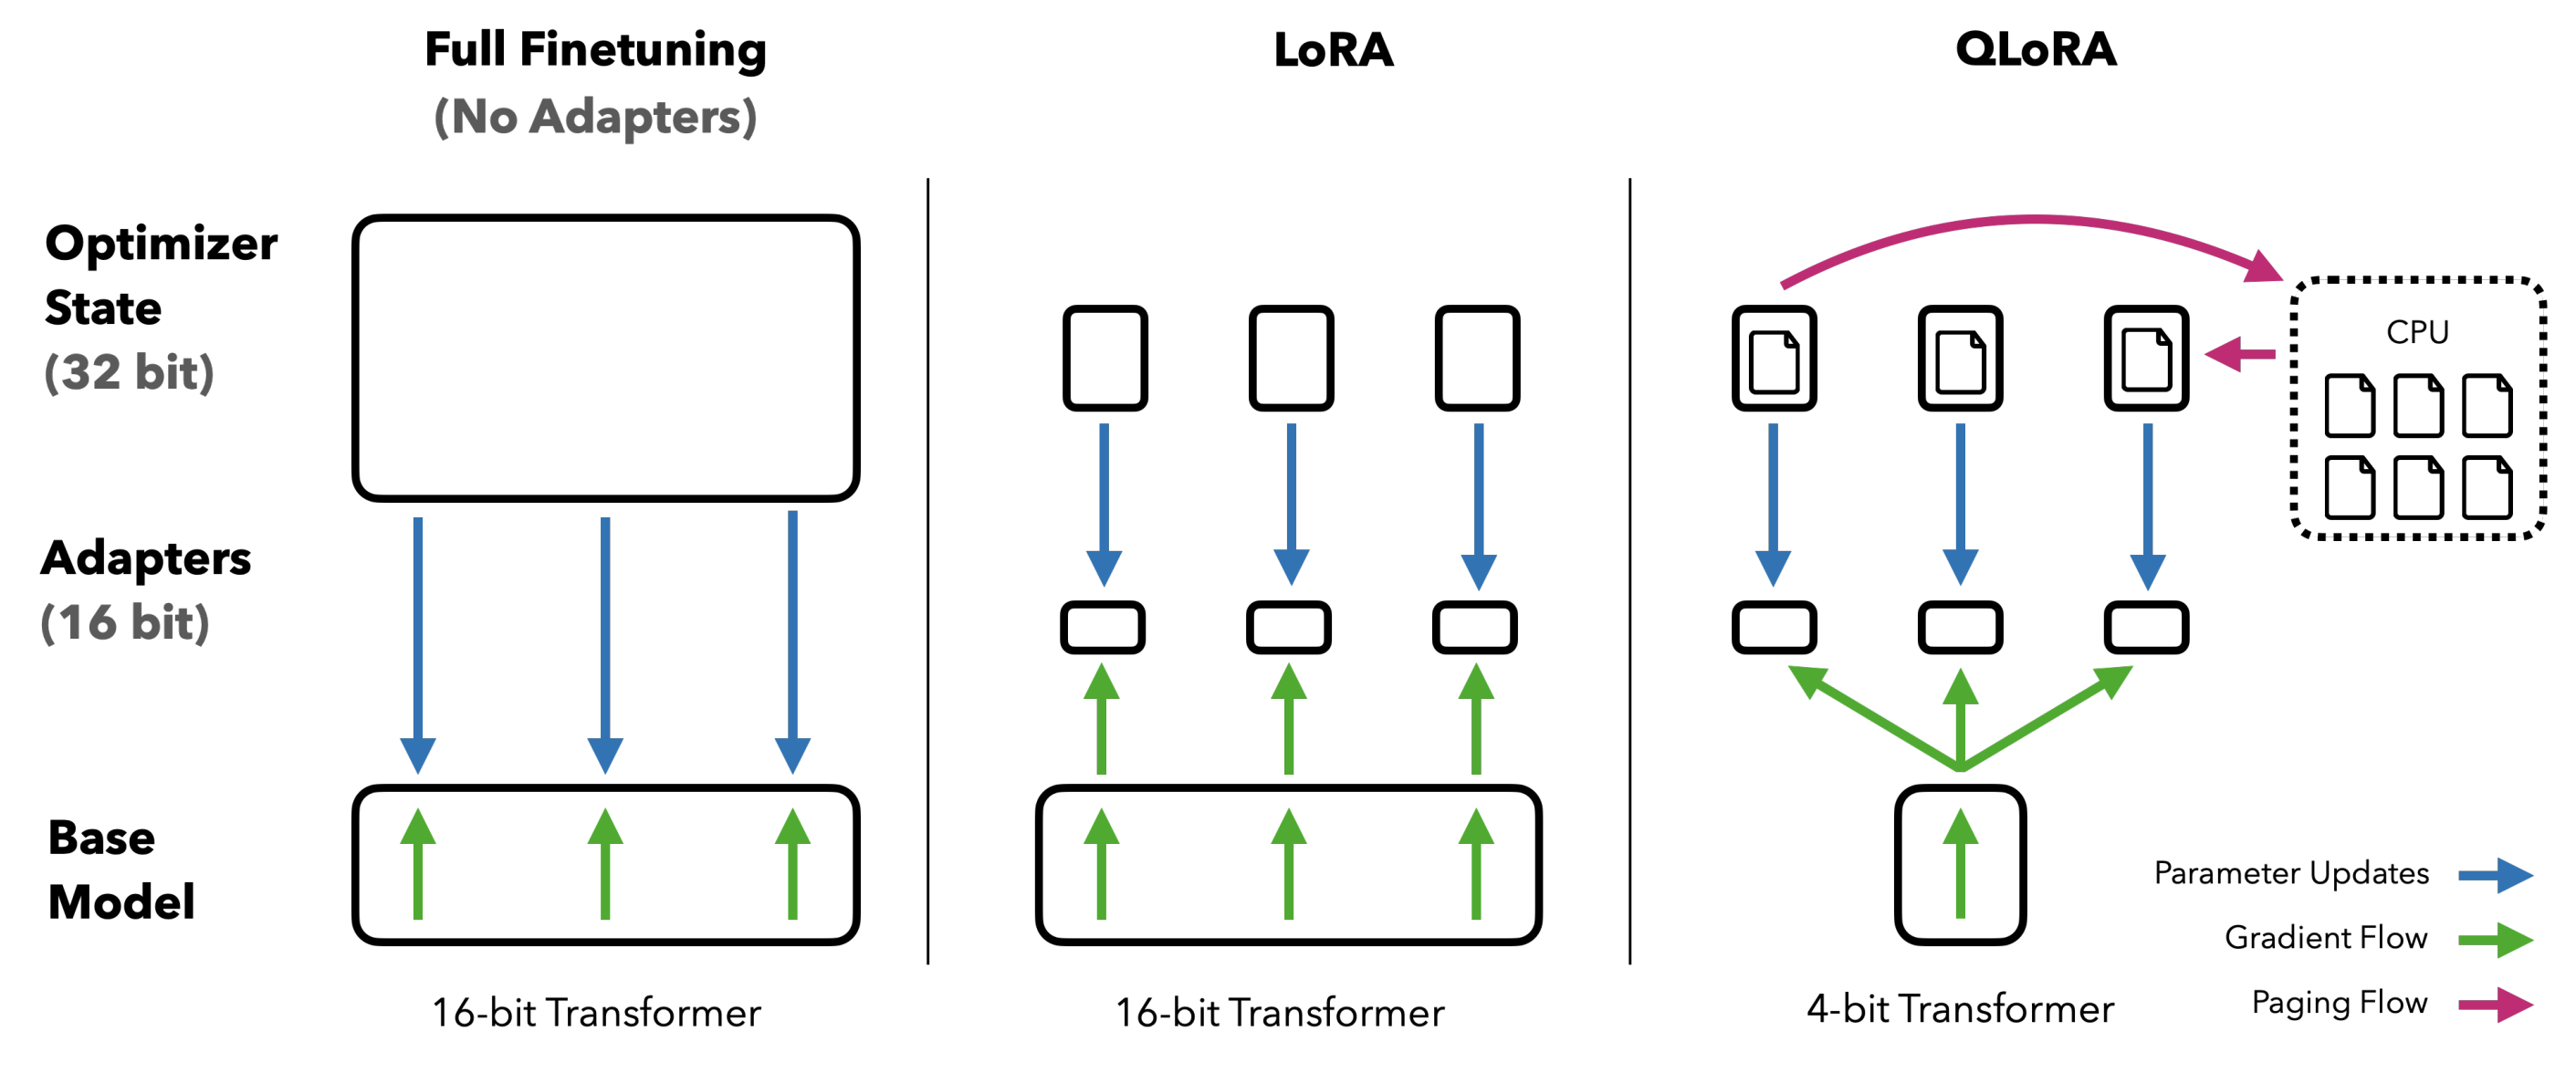 Full Finetuning
(No Adapters)
LoRA
QLoRA
Optimizer
State
(32 bit)
CPU
Adapters
(16 bit)
Base
Model
Parameter Updates
Gradient Flow
Paging Flow
16-bit Transformer
16-bit Transformer
4-bit Transformer